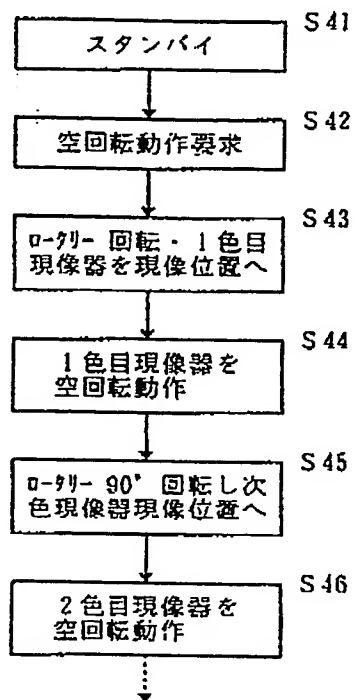 S41
スタンバイ
S42
空回転動作要求
S43
ロータリー 回転・1色目
現像器を現像位置へ
S44
1色目現像器を
空回転動作
S45
ロータリー 90°回転し次
色現像器現像位置へ
S46
2色目現像器を
空回転動作